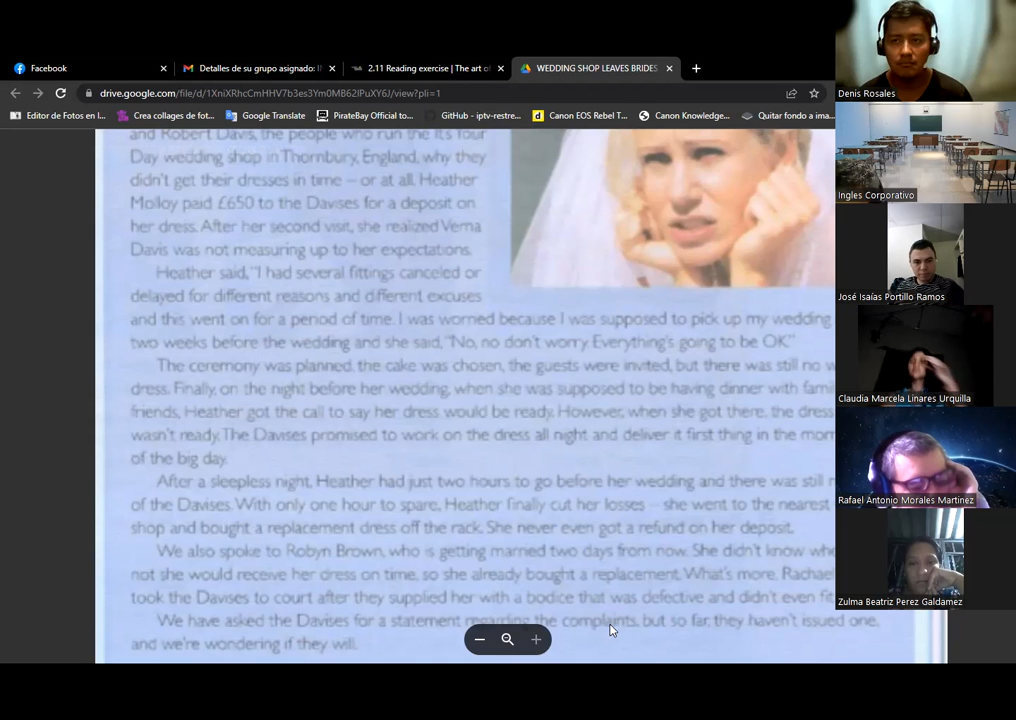 Facebook
Detalles de su grupo asignado:
2.11 Reading exercise | The art o
WEDDING SHOP LEAVES BRIDES
drive.google.com/file/d/1XniXRhcCmHHV7b3es3Ym0MB62lPuXY6J/view?pli=1
Editor de Fotos en l...
Crea collages de fot...
Google Translate
PirateBay Official to...
GitHub - iptv-restre...
Canon EOS Rebel T...
Canon Knowledge...
Quitar fondo a ima...
and Robert Davis, the people who run the It's Your
Day wedding shop in Thornbury, England, why they
didn't get their dresses in time – or at all. Heather
Molloy paid £650 to the Davises for a deposit on
her dress. After her second visit, she realized Verna
Davis was not measuring up to her expectations.
Heather said, "I had several fittings canceled or
delayed for different reasons and different excuses
and this went on for a period of time. I was worried because I was supposed to pick up my wedding
two weeks before the wedding and she said, "No, no don't worry. Everything's going to be OK."
The ceremony was planned, the cake was chosen, the guests were invited, but there was still no w
dress. Finally, on the night before her wedding, when she was supposed to be having dinner with fami
friends, Heather got the call to say her dress would be ready. However, when she got there, the dress
wasn't ready. The Davises promised to work on the dress all night and deliver it first thing in the morn
of the big day.
After a sleepless night, Heather had just two hours to go before her wedding and there was still n
of the Davises. With only one hour to spare, Heather finally cut her losses – she went to the nearest
shop and bought a replacement dress off the rack. She never even got a refund on her deposit.
We also spoke to Robyn Brown, who is getting married two days from now. She didn't know whe
not she would receive her dress on time, so she already bought a replacement. What's more, Rachael
took the Davises to court after they supplied her with a bodice that was defective and didn't even fit
We have asked the Davises for a statement regarding the complaints, but so far, they haven't issued one,
and we're wondering if they will.
Denis Rosales
Ingles Corporativo
José Isaías Portillo Ramos
Claudia Marcela Linares Urquilla
Rafael Antonio Morales Martinez
Zulma Beatriz Perez Galdamez